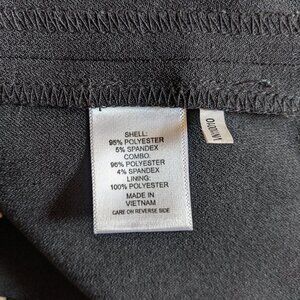 SHELL:
95% POLYESTER
5% SPANDEX
COMBO:
96% POLYESTER
4% SPANDEX
LINING:
100% POLYESTER
MADE IN
VIETNAM
CARE ON REVERSE SIDE